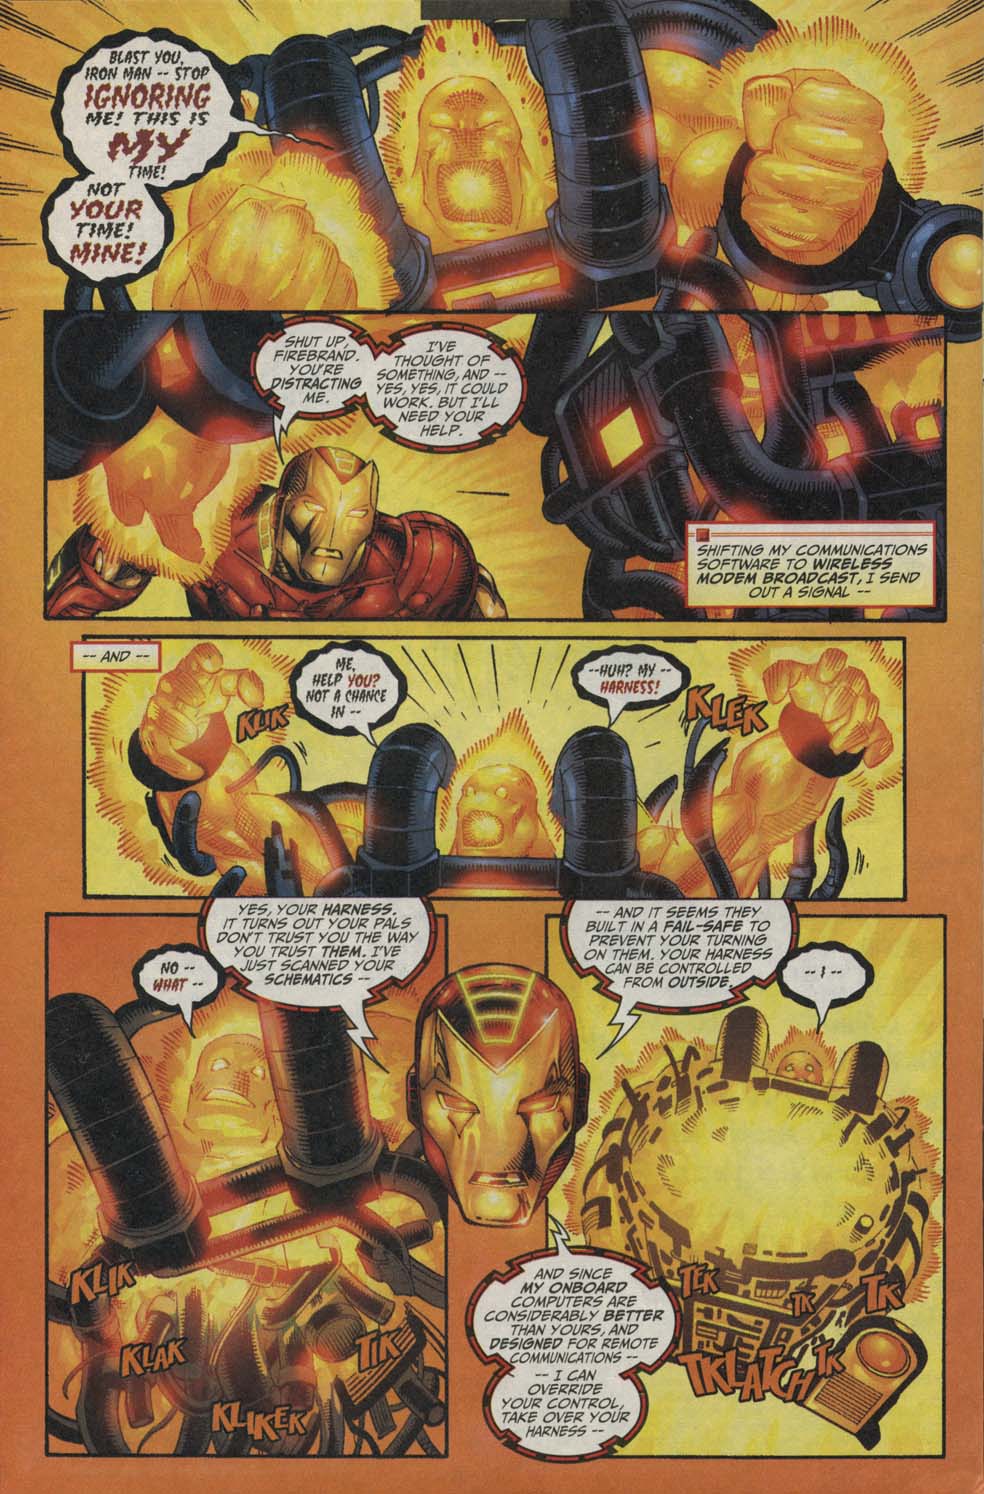 BLAST YOU,
IRON MAN -- STOP
IGNORING
ME! THIS IS
MY
TIME!
NOT
YOUR
TIME!
MINE!
SHUT UP,
FIREBRAND.
YOU'RE
DISTRACTING
ME.
I'VE
THOUGHT OF
SOMETHING, AND --
YES, YES, IT COULD
WORK. BUT I'LL
NEED YOUR
HELP.
SHIFTING MY COMMUNICATIONS
SOFTWARE TO WIRELESS
MODEM BROADCAST, I SEND
OUT A SIGNAL --
-- AND --
KLIK
ME,
HELP YOU?
NOT A CHANCE
IN --
--HUH? MY --
HARNESS!
KLEK
YES, YOUR HARNESS.
IT TURNS OUT YOUR PALS
DON'T TRUST YOU THE WAY
YOU TRUST THEM. I'VE
JUST SCANNED YOUR
SCHEMATICS --
NO --
WHAT --
-- AND IT SEEMS THEY
BUILT IN A FAIL-SAFE TO
PREVENT YOUR TURNING
ON THEM. YOUR HARNESS
CAN BE CONTROLLED
FROM OUTSIDE.
-- I --
KLIK
KLAK
TIK
KLIKEK
AND SINCE
MY ONBOARD
COMPUTERS ARE
CONSIDERABLY BETTER
THAN YOURS, AND
DESIGNED FOR REMOTE
COMMUNICATIONS --
-- I CAN
OVERRIDE
YOUR CONTROL,
TAKE OVER YOUR
HARNESS --
TEK
TK
TK
TKLATCH
TK